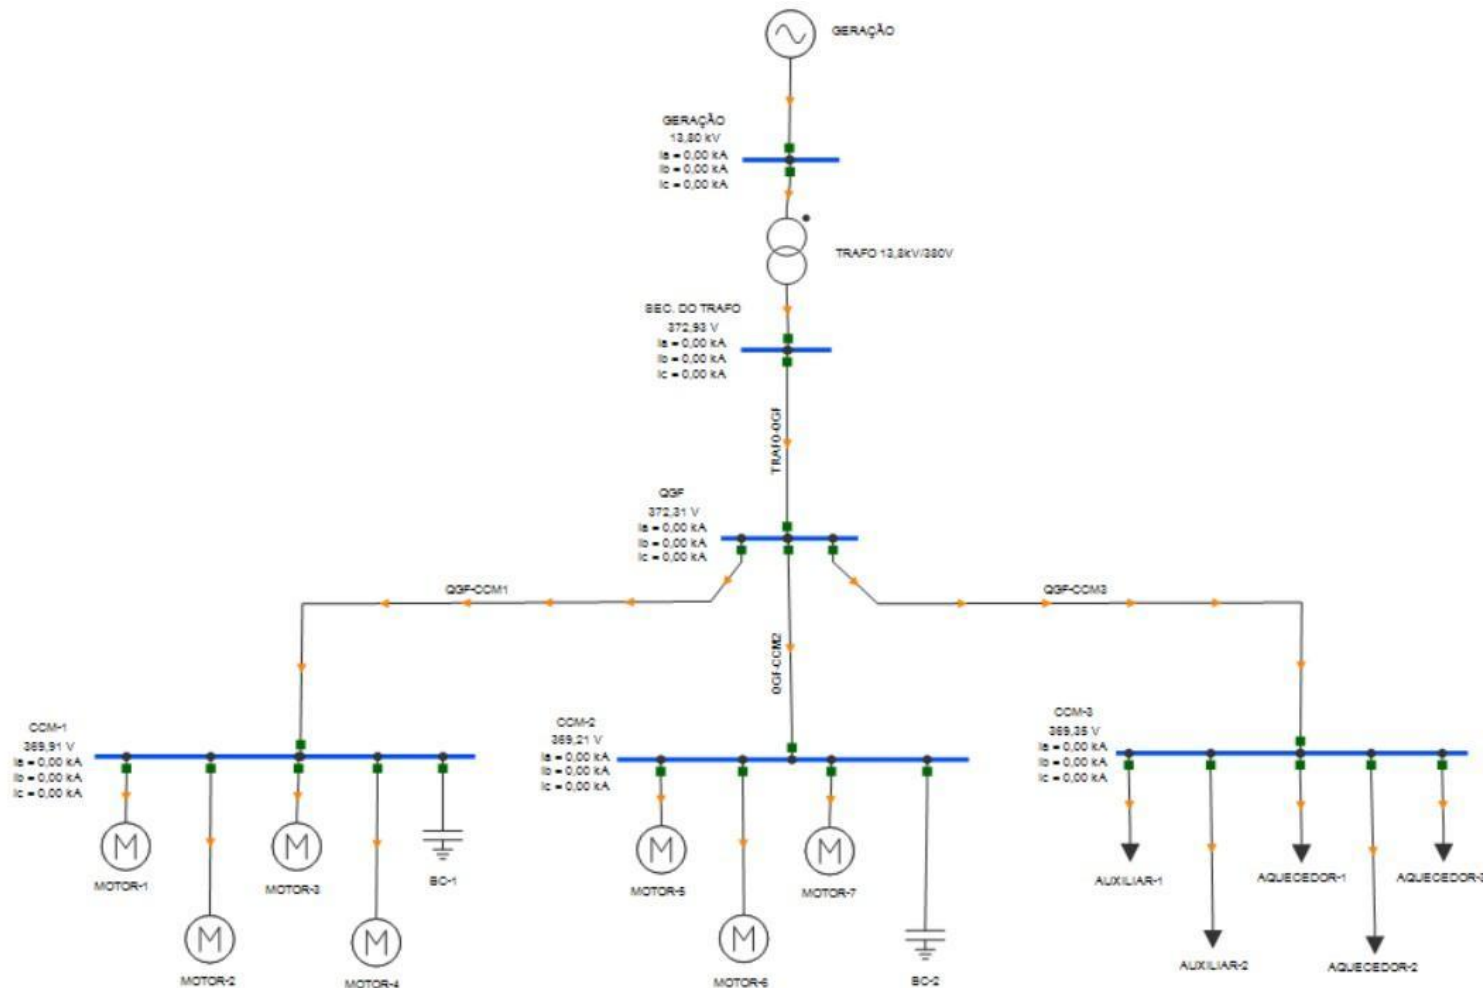 GERAÇÃO
GERAÇÃO
13,80 kV
Ia = 0,00 kA
Ib = 0,00 kA
Ic = 0,00 kA
TRAFO 13,8kV/380V
SEC. DO TRAFO
372,93 V
Ia = 0,00 kA
Ib = 0,00 kA
Ic = 0,00 kA
TRAFO-QGF
QGF
372,31 V
Ia = 0,00 kA
Ib = 0,00 kA
Ic = 0,00 kA
QGF-CCM1
QGF-CCM2
QGF-CCM3
CCM-1
369,91 V
Ia = 0,00 kA
Ib = 0,00 kA
Ic = 0,00 kA
CCM-2
369,21 V
Ia = 0,00 kA
Ib = 0,00 kA
Ic = 0,00 kA
CCM-3
369,35 V
Ia = 0,00 kA
Ib = 0,00 kA
Ic = 0,00 kA
M
MOTOR-1
M
MOTOR-2
M
MOTOR-3
M
MOTOR-4
BC-1
M
MOTOR-5
M
MOTOR-6
M
MOTOR-7
BC-2
AUXILIAR-1
AUXILIAR-2
AQUECEDOR-1
AQUECEDOR-2
AQUECEDOR-3